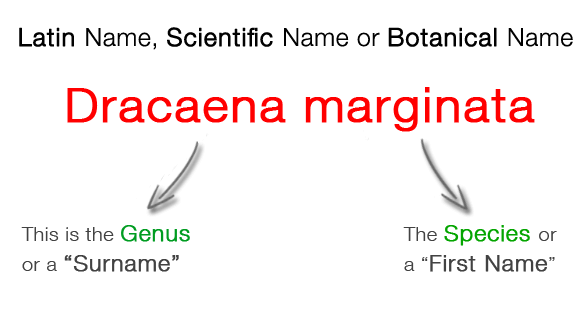 Latin Name, Scientific Name or Botanical Name
Dracaena marginata
This is the Genus
or a “Surname”
The Species or
a “First Name”